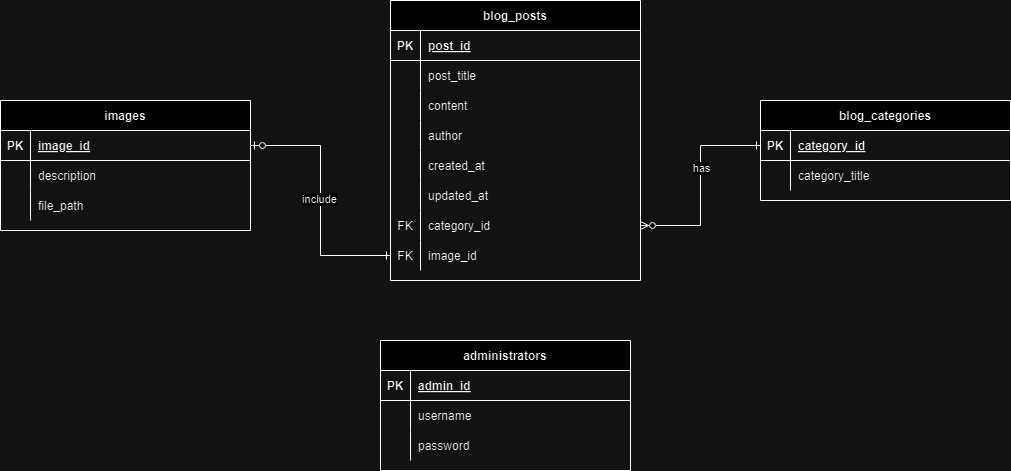 blog_posts
PK post_id
post_title
content
author
created_at
updated_at
FK category_id
FK image_id
images
PK image_id
description
file_path
include
has
blog_categories
PK category_id
category_title
administrators
PK admin_id
username
password